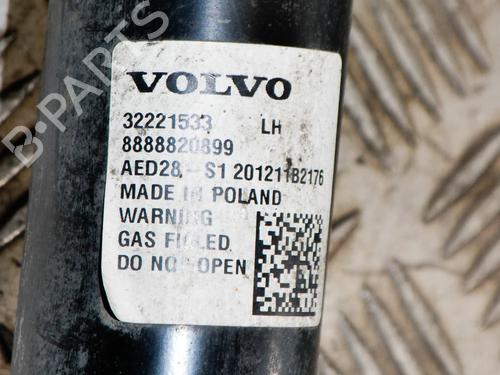 VOLVO
32221533 LH
8888820899
AED28 - S1 20121182176
MADE IN POLAND
WARNING
GAS FILLED
DO NOT OPEN
B-PARTS